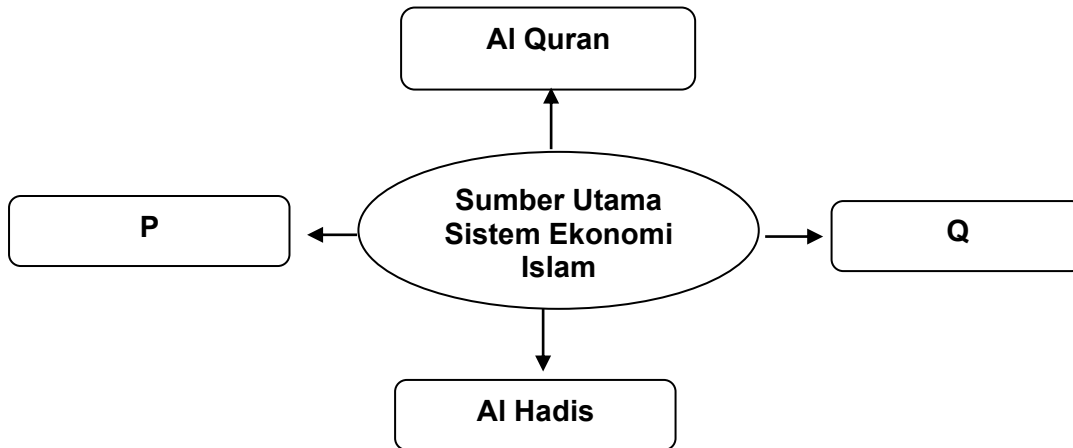 Al Quran
P
Sumber Utama
Sistem Ekonomi
Islam
Q
Al Hadis